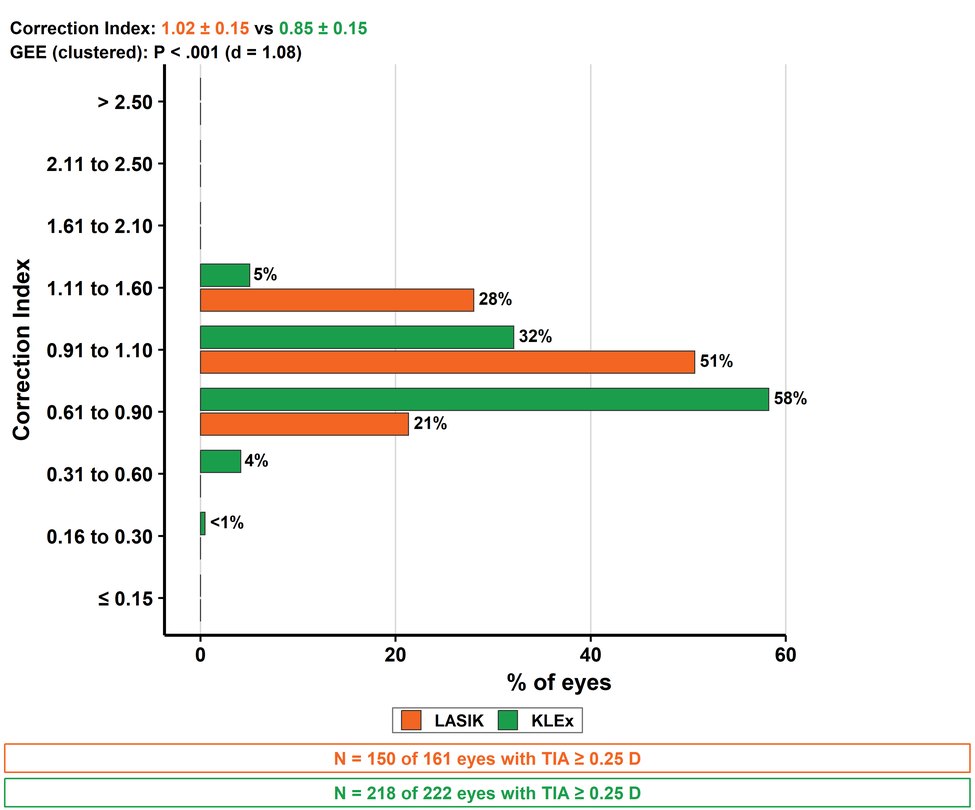 Correction Index: 1.02 ± 0.15 vs 0.85 ± 0.15
GEE (clustered): P < .001 (d = 1.08)
Correction Index
> 2.50
2.11 to 2.50
1.61 to 2.10
1.11 to 1.60
5%
28%
0.91 to 1.10
32%
51%
0.61 to 0.90
58%
21%
0.31 to 0.60
4%
0.16 to 0.30
<1%
≤ 0.15
0 20 40 60
% of eyes
LASIK KLEx
N = 150 of 161 eyes with TIA ≥ 0.25 D
N = 218 of 222 eyes with TIA ≥ 0.25 D